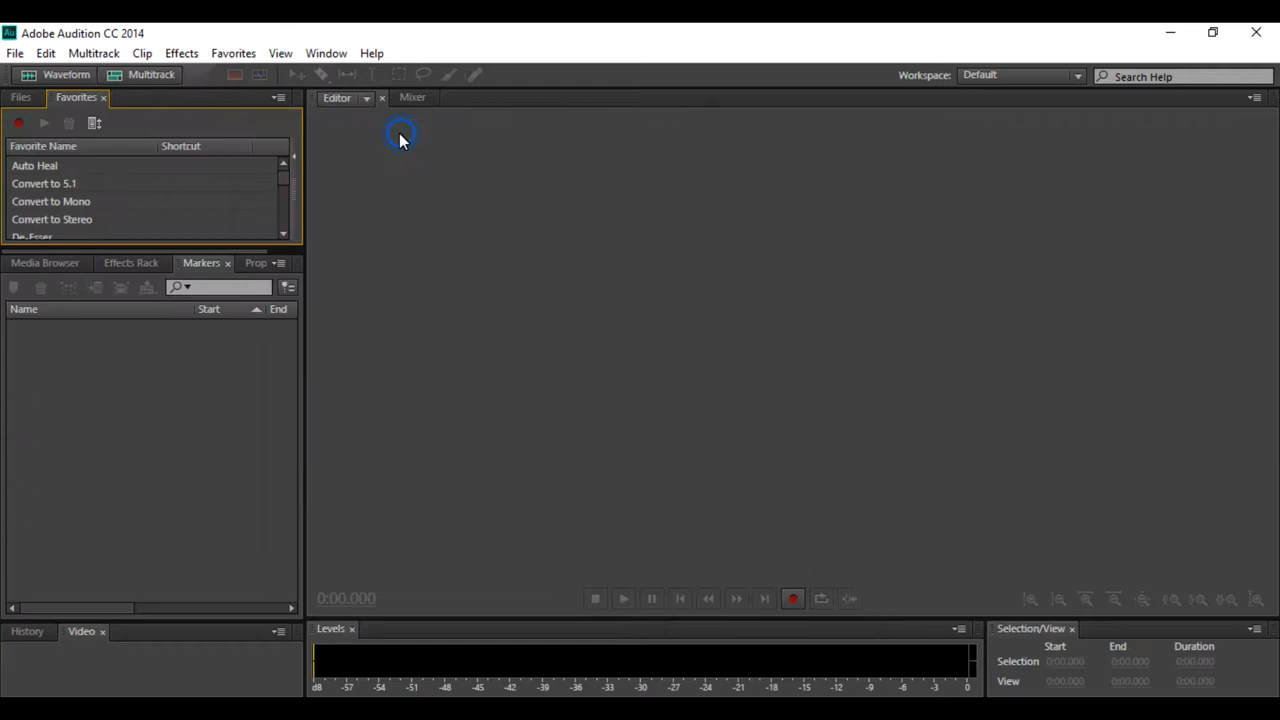 Au Adobe Audition CC 2014
File Edit Multitrack Clip Effects Favorites View Window Help
Waveform Multitrack Workspace: Default Search Help
Files Favorites × Editor × Mixer
Favorite Name Shortcut
Auto Heal
Convert to 5.1
Convert to Mono
Convert to Stereo
De-Esser
Media Browser Effects Rack Markers × Prop
Name Start End
0:00.000
History Video × Levels × Selection/View ×
Start End Duration
Selection 0:00.000 0:00.000 0:00.000
View 0:00.000 0:00.000 0:00.000
dB -57 -54 -51 -48 -45 -42 -39 -36 -33 -30 -27 -24 -21 -18 -15 -12 -9 -6 -3 0